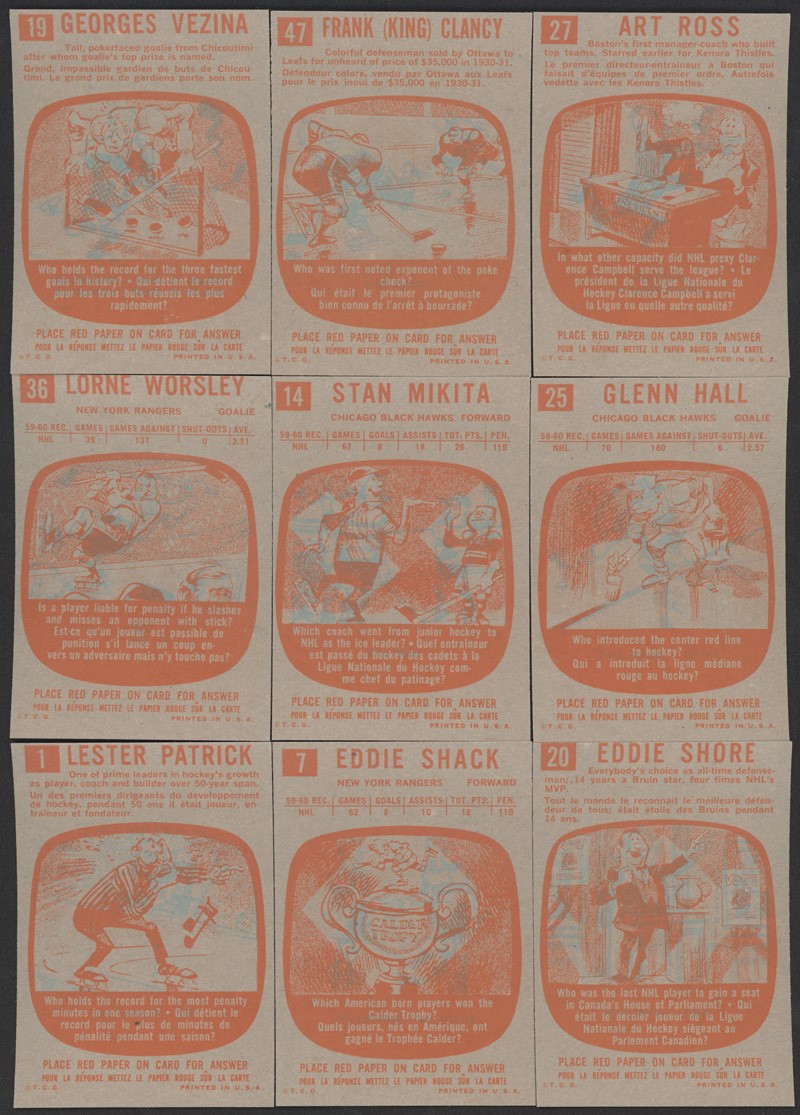 19 GEORGES VEZINA
Tall, pokerfaced goalie from Chicoutimi
after whom goalie's top prize is named.
Grand, impassible gardien de buts de Chicou-
timi. Le grand prix de gardiens porte son nom.
Who holds the record for the three fastest
goals in history? • Qui détient le record
pour les trois buts réussis les plus
rapidement?
PLACE RED PAPER ON CARD FOR ANSWER
POUR LA RÉPONSE METTEZ LE PAPIER ROUGE SUR LA CARTE
©T.C.G. PRINTED IN U.S.A.
47 FRANK (KING) CLANCY
Colorful defenseman sold by Ottawa to
Leafs for unheard of price of $35,000 in 1930-31.
Défendeur colore, vendu par Ottawa aux Leafs
pour le prix inouï de $35,000 en 1930-31.
Who was first noted exponent of the poke
check?
Qui était le premier protagoniste
bien connu de l'arrêt à bourrade?
PLACE RED PAPER ON CARD FOR ANSWER
POUR LA RÉPONSE METTEZ LE PAPIER ROUGE SUR LA CARTE
©T.C.G. PRINTED IN U.S.A.
27 ART ROSS
Boston's first manager-coach who built
top teams. Starred earlier for Kenora Thistles.
Le premier directeur-entraineur a Boston qui
faisait d'équipes de premier ordre. Autrefois
vedette avec les Kenora Thistles.
In what other capacity did NHL proxy Clar-
ence Campbell serve the league? • Le
président de la Ligue Nationale du
Hockey Clarence Campbell a servi
la Ligue en quelle autre qualité?
PLACE RED PAPER ON CARD FOR ANSWER
POUR LA RÉPONSE METTEZ LE PAPIER ROUGE SUR LA CARTE
©T.C.G. PRINTED IN U.S.A.
36 LORNE WORSLEY
NEW YORK RANGERS GOALIE
59-60 REC. GAMES GAMES AGAINST SHUT-OUTS AVE.
NHL 39 137 0 3.51
Is a player liable for penalty if he slashes
and misses an opponent with stick?
Est-ce qu'un joueur est passible de
punition s'il lance un coup en-
vers un adversaire mais n'y touche pas?
PLACE RED PAPER ON CARD FOR ANSWER
POUR LA RÉPONSE METTEZ LE PAPIER ROUGE SUR LA CARTE
©T.C.G. PRINTED IN U.S.A.
14 STAN MIKITA
CHICAGO BLACK HAWKS FORWARD
59-60 REC. GAMES GOALS ASSISTS TOT. PTS. PEN.
NHL 67 8 18 26 119
Which coach went from junior hockey to
NHL as the ice leader? • Quel entraineur
est passé du hockey des cadets à la
Ligue Nationale du Hockey com-
me chef du patinage?
PLACE RED PAPER ON CARD FOR ANSWER
POUR LA RÉPONSE METTEZ LE PAPIER ROUGE SUR LA CARTE
©T.C.G. PRINTED IN U.S.A.
25 GLENN HALL
CHICAGO BLACK HAWKS GOALIE
59-60 REC. GAMES GAMES AGAINST SHUT-OUTS AVE.
NHL 70 180 6 2.57
Who introduced the center red line
to hockey?
Qui a introduit la ligne médiane
rouge au hockey?
PLACE RED PAPER ON CARD FOR ANSWER
POUR LA RÉPONSE METTEZ LE PAPIER ROUGE SUR LA CARTE
©T.C.G. PRINTED IN U.S.A.
1 LESTER PATRICK
One of prime leaders in hockey's growth
as player, coach and builder over 50-year span.
Un des premiers dirigeants du developpement
de hockey, pendant 50 ans il était joueur, en-
traineur et fondateur.
Who holds the record for the most penalty
minutes in one season? • Qui détient le
record pour le plus de minutes de
pénalité pendant une saison?
PLACE RED PAPER ON CARD FOR ANSWER
POUR LA RÉPONSE METTEZ LE PAPIER ROUGE SUR LA CARTE
©T.C.G. PRINTED IN U.S.A.
7 EDDIE SHACK
NEW YORK RANGERS FORWARD
59-60 REC. GAMES GOALS ASSISTS TOT. PTS. PEN.
NHL 62 8 10 18 110
CALDER
TROPHY
Which American born players won the
Calder Trophy?
Quels joueurs, nés en Amérique, ont
gagné le Trophée Calder?
PLACE RED PAPER ON CARD FOR ANSWER
POUR LA RÉPONSE METTEZ LE PAPIER ROUGE SUR LA CARTE
©T.C.G. PRINTED IN U.S.A.
20 EDDIE SHORE
Everybody's choice as all-time defense-
man; 14 years a Bruin star, four times NHL's
MVP.
Tout le monde le reconnait le meilleure défen-
deur de tous; était étoile des Bruins pendant
14 ans.
Who was the last NHL player to gain a seat
in Canada's House of Parliament? • Qui
était le dernier joueur de la Ligue
Nationale du Hockey siégeant au
Parlement Canadien?
PLACE RED PAPER ON CARD FOR ANSWER
POUR LA RÉPONSE METTEZ LE PAPIER ROUGE SUR LA CARTE
©T.C.G. PRINTED IN U.S.A.